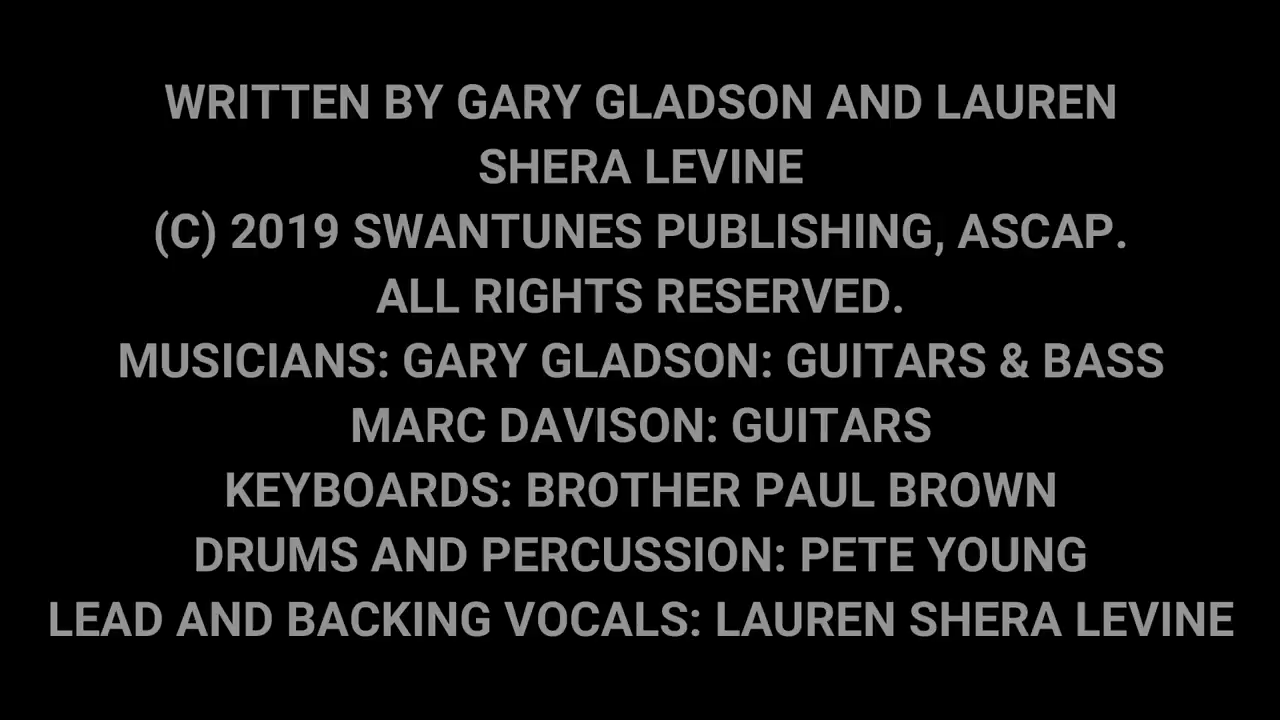 WRITTEN BY GARY GLADSON AND LAUREN
SHERA LEVINE
(C) 2019 SWANTUNES PUBLISHING, ASCAP.
ALL RIGHTS RESERVED.
MUSICIANS: GARY GLADSON: GUITARS & BASS
MARC DAVISON: GUITARS
KEYBOARDS: BROTHER PAUL BROWN
DRUMS AND PERCUSSION: PETE YOUNG
LEAD AND BACKING VOCALS: LAUREN SHERA LEVINE